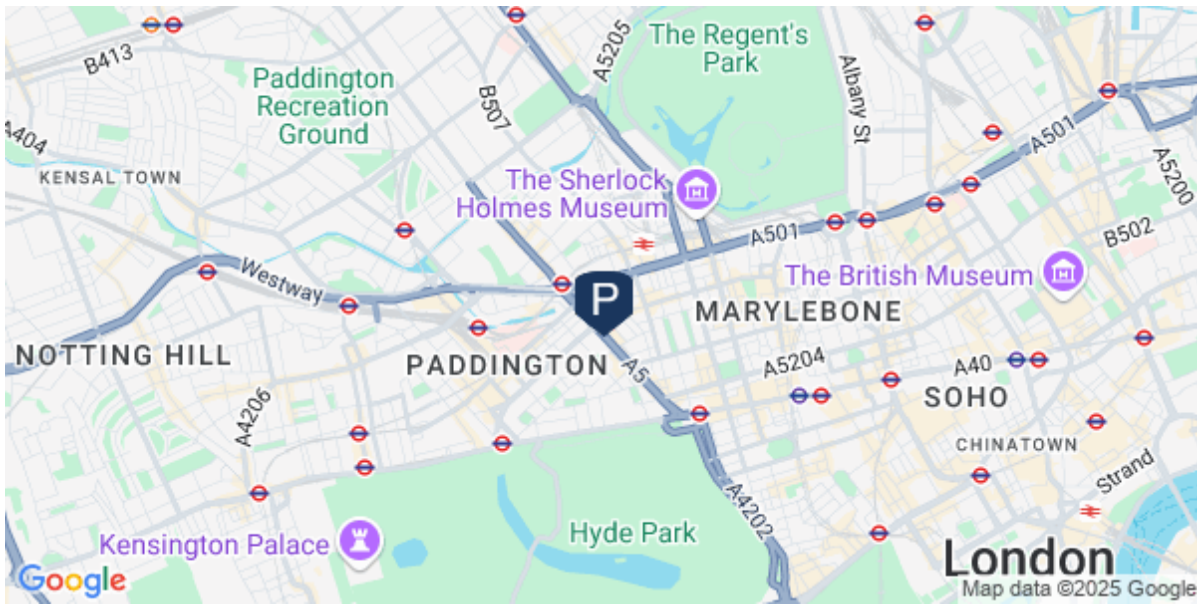 The Regent's
Park
A5205
B413
Paddington
Recreation
Ground
B507
Albany St
A501
A404
KENSAL TOWN
The Sherlock
Holmes Museum
A5200
A501
B502
Westway
The British Museum
P
MARYLEBONE
NOTTING HILL
PADDINGTON
A5
A5204
A40
SOHO
A4206
CHINATOWN
Strand
A4202
Kensington Palace
Hyde Park
London
Google
Map data ©2025 Google